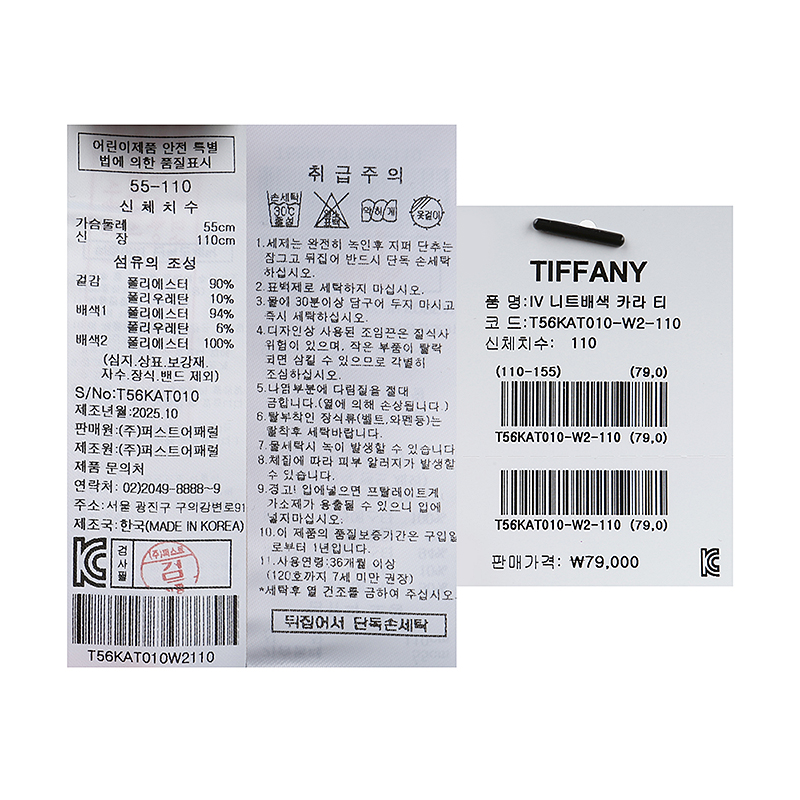 어린이제품 안전 특별
법에 의한 품질표시
55-110
신 체 치 수
가슴둘레 55cm
신 장 110cm
섬유의 조성
겉감 폴리에스터 90%
폴리우레탄 10%
배색1 폴리에스터 94%
폴리우레탄 6%
배색2 폴리에스터 100%
(심지.상표.보강재.
자수.장식.밴드 제외)
S/No:T56KAT010
제조년월:2025.10
판매원:(주)퍼스트어패럴
제조원:(주)퍼스트어패럴
제품 문의처
연락처: 02)2049-8888~9
주소:서울 광진구 구의강변로91
제조국:한국(MADE IN KOREA)
검사필
(주)퍼스트
T56KAT010W2110
취 급 주 의
손세탁
30℃
중성
약하게
옷걸이
1.세제는 완전히 녹인후 지퍼 단추는
잠그고 뒤집어 반드시 단독 손세탁
하십시오.
2.표백제로 세탁하지 마십시오.
3.물에 30분이상 담구어 두지 마시고
즉시 세탁하십시오.
4.디자인상 사용된 조임끈은 질식사
위험이 있으며, 작은 부품이 탈락
되면 삼킬 수 있으므로 각별히
조심하십시오.
5.나염부분에 다림질을 절대
금합니다.(열에 의해 손상됩니다.)
6.탈부착인 장식류(벨트,와펜등)는
탈착후 세탁바랍니다.
7.물세탁시 녹이 발생할 수 있습니다
8.체질에 따라 피부 알러지가 발생할
수 있습니다.
9.경고! 입에넣으면 프탈레이트계
가소제가 용출될 수 있으니 입에
넣지마십시오.
10.이 제품의 품질보증기간은 구입일
로부터 1년입니다.
11.사용연령:36개월 이상
(120호까지 7세 미만 권장)
*세탁후 열 건조를 금하여 주십시오.
뒤집어서 단독손세탁
TIFFANY
품 명:IV 니트배색 카라 티
코 드:T56KAT010-W2-110
신체치수: 110
(110-155) (79,0)
T56KAT010-W2-110 (79,0)
T56KAT010-W2-110 (79,0)
판매가격: ₩79,000